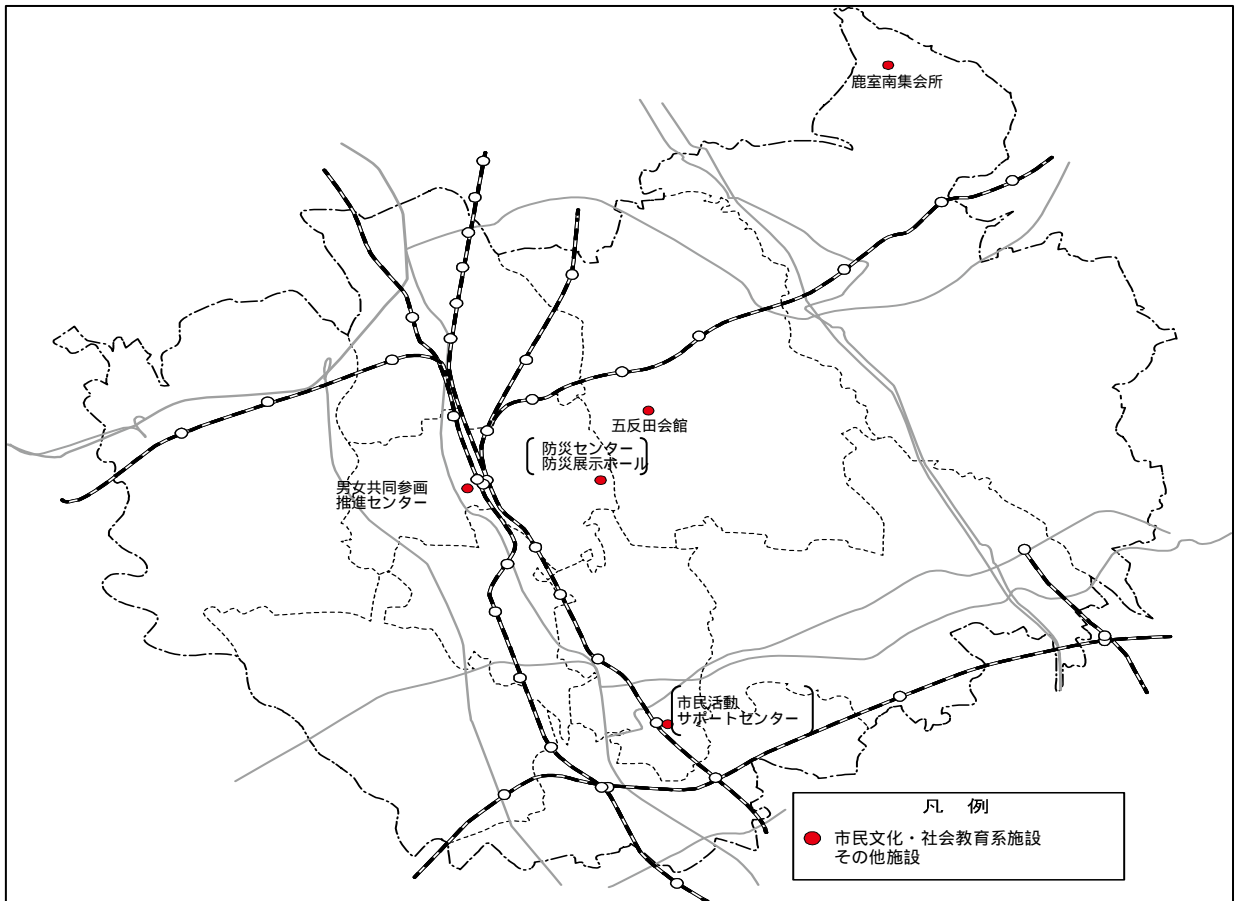 鹿室南集会所
五反田会館
防災センター
防災展示ホール
男女共同参画
推進センター
市民活動
サポートセンター
凡 例
市民文化・社会教育系施設
その他施設